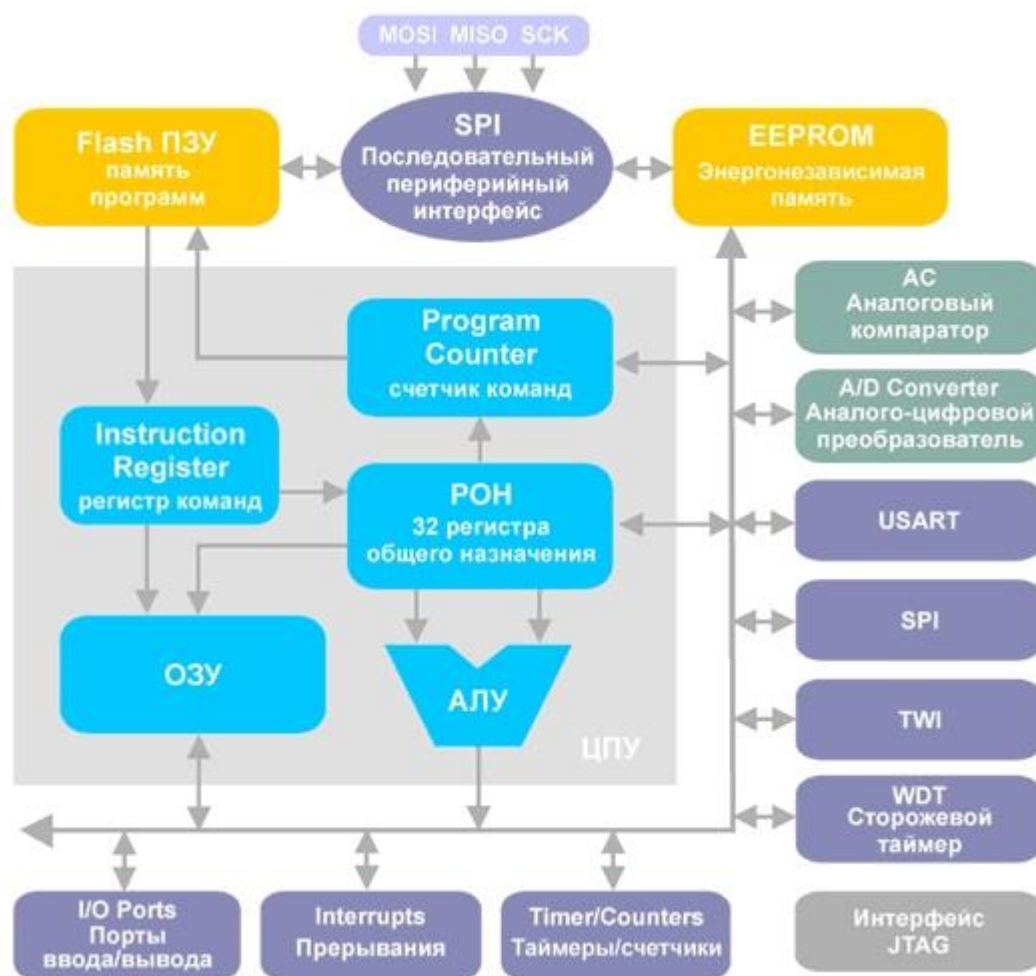 MOSI MISO SCK
SPI
Последовательный
периферийный
интерфейс
Flash ПЗУ
память
программ
EEPROM
Энергонезависимая
память
AC
Аналоговый
компаратор
Program
Counter
счетчик команд
A/D Converter
Аналого-цифровой
преобразователь
Instruction
Register
регистр команд
РОН
32 регистра
общего назначения
USART
SPI
ОЗУ
АЛУ
TWI
ЦПУ
WDT
Сторожевой
таймер
I/O Ports
Порты
ввода/вывода
Interrupts
Прерывания
Timer/Counters
Таймеры/счетчики
Интерфейс
JTAG